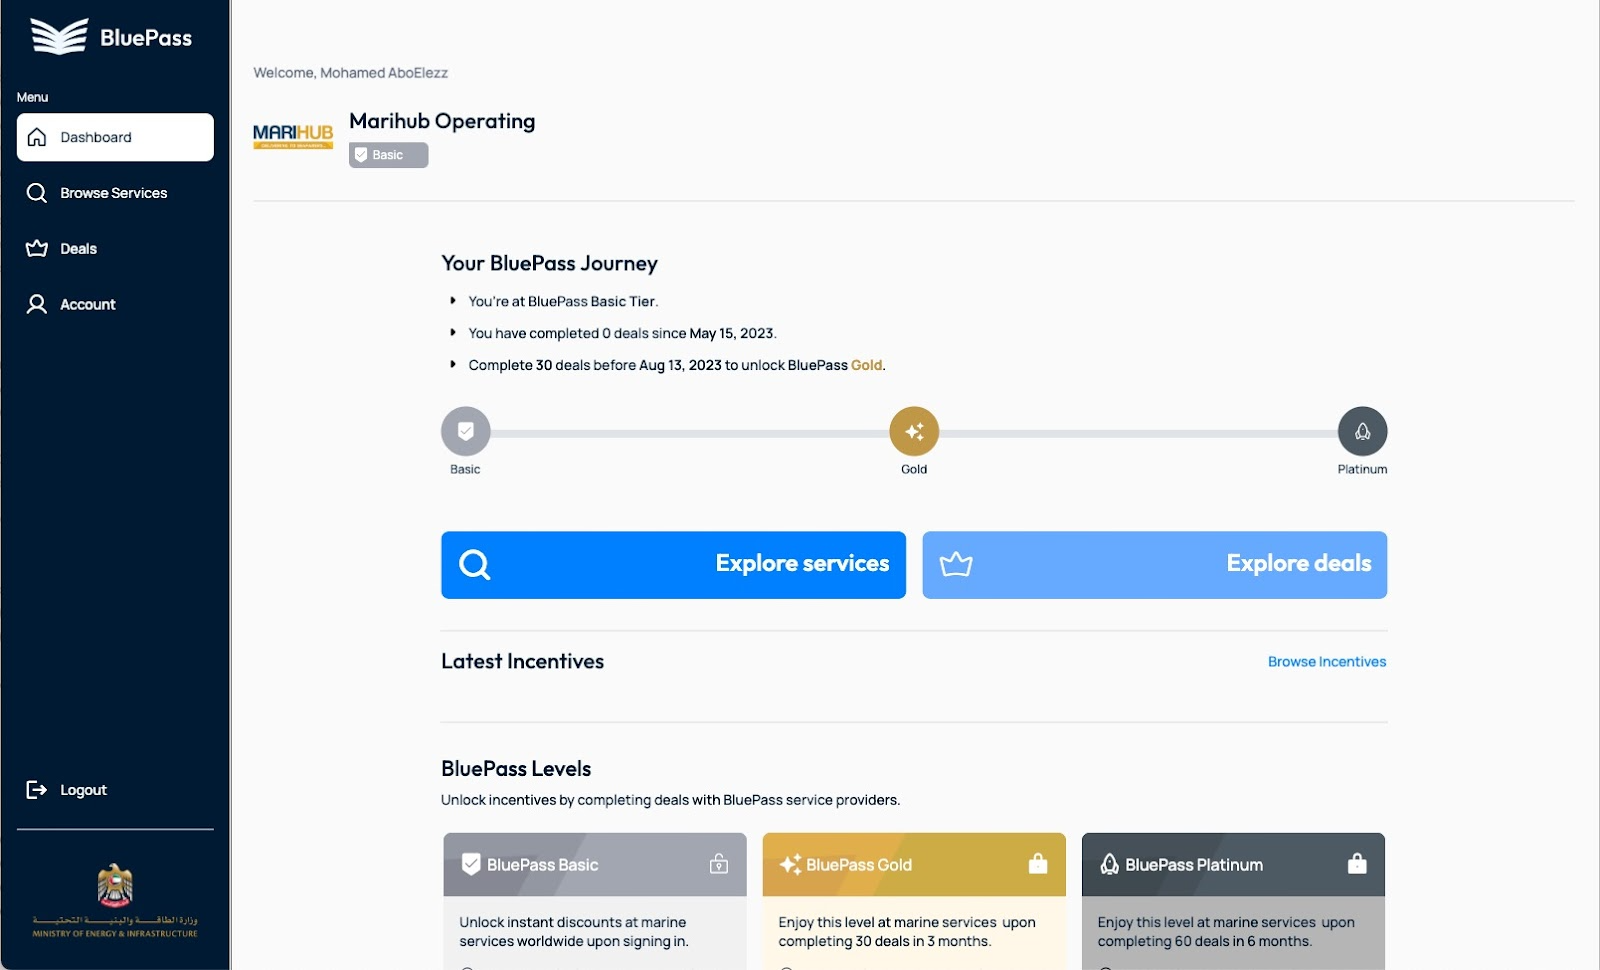 BluePass
Menu
Dashboard
Browse Services
Deals
Account
Logout
وزارة الطاقة والبنية التحتية
MINISTRY OF ENERGY & INFRASTRUCTURE
Welcome, Mohamed AboElezz
MARIHUB
Marihub Operating
Basic
Your BluePass Journey
You're at BluePass Basic Tier.
You have completed 0 deals since May 15, 2023.
Complete 30 deals before Aug 13, 2023 to unlock BluePass Gold.
Basic
Gold
Platinum
Explore services
Explore deals
Latest Incentives
Browse Incentives
BluePass Levels
Unlock incentives by completing deals with BluePass service providers.
BluePass Basic
Unlock instant discounts at marine
services worldwide upon signing in.
BluePass Gold
Enjoy this level at marine services upon
completing 30 deals in 3 months.
BluePass Platinum
Enjoy this level at marine services upon
completing 60 deals in 6 months.